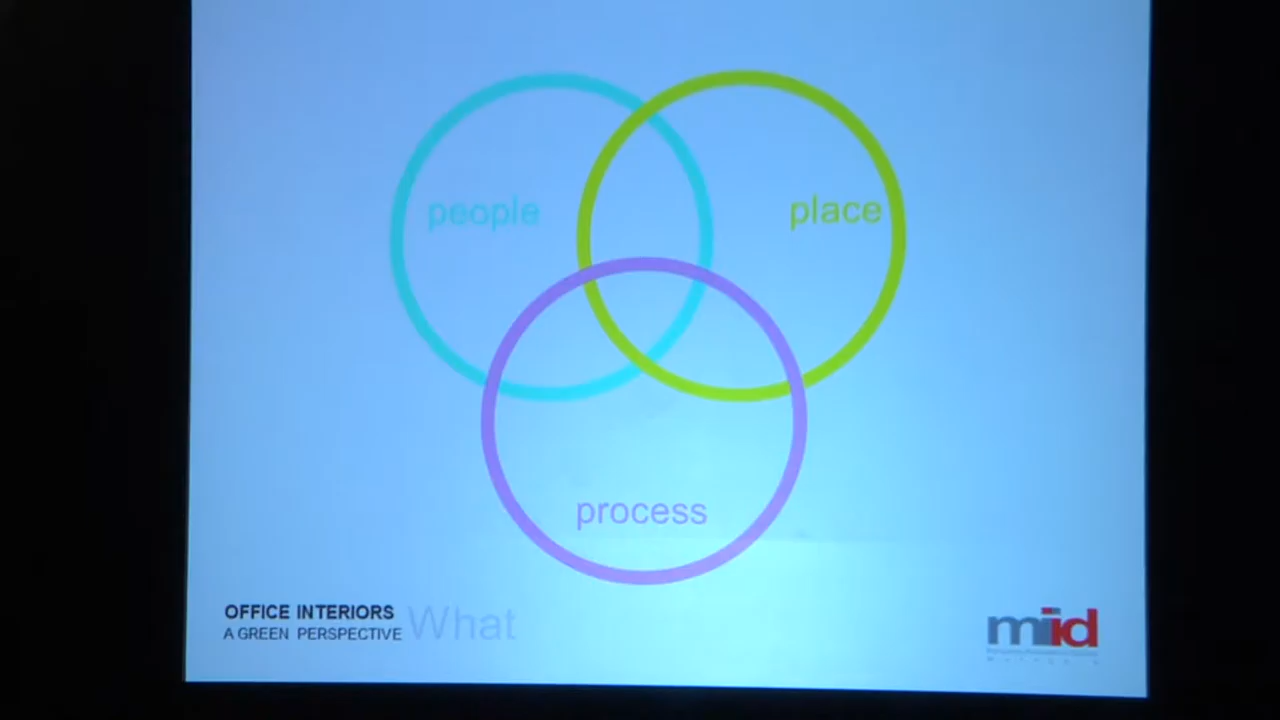 people
place
process
OFFICE INTERIORS
A GREEN PERSPECTIVE
What
miid